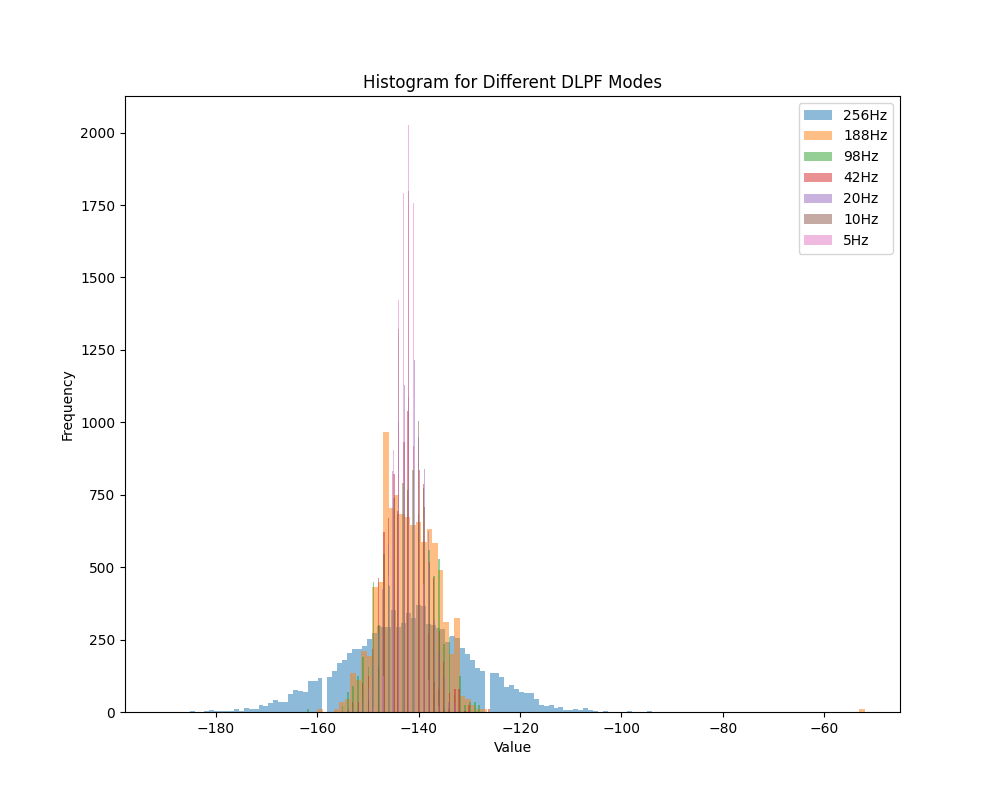 Histogram for Different DLPF Modes
256Hz
188Hz
98Hz
42Hz
20Hz
10Hz
5Hz
2000
1750
1500
1250
1000
750
500
250
0
Frequency
−180
−160
−140
−120
−100
−80
−60
Value